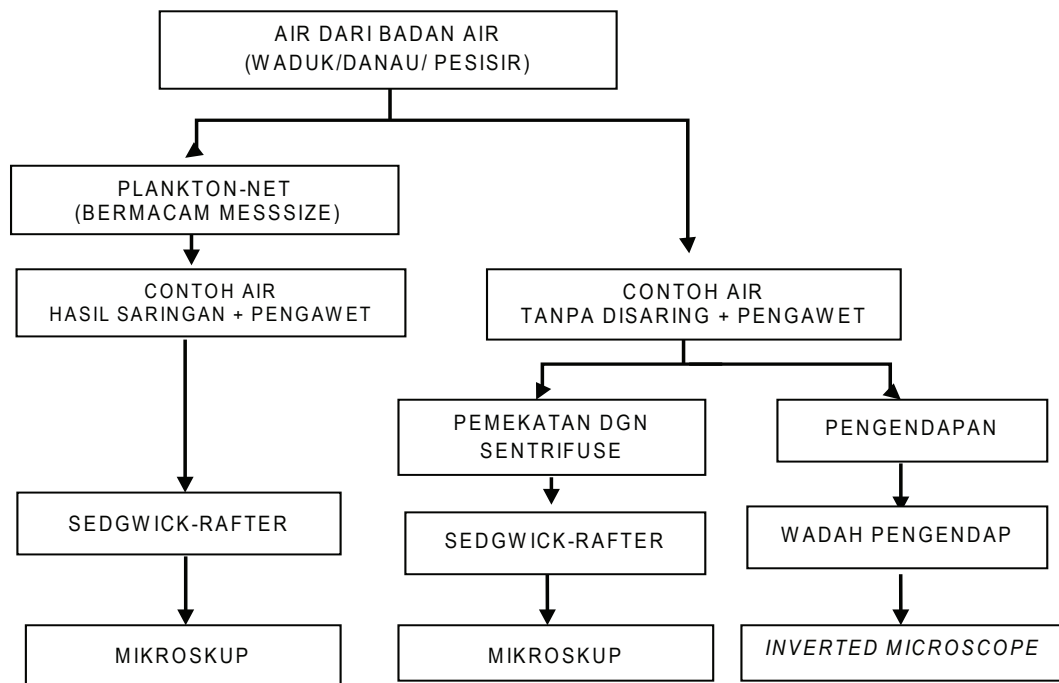 AIR DARI BADAN AIR
(WADUK/DANAU/ PESISIR)
PLANKTON-NET
(BERMACAM MESSSIZE)
CONTOH AIR
HASIL SARINGAN + PENGAWET
CONTOH AIR
TANPA DISARING + PENGAWET
PEMEKATAN DGN
SENTRIFUSE
PENGENDAPAN
SEDGWICK-RAFTER
SEDGWICK-RAFTER
WADAH PENGENDAP
MIKROSKUP
MIKROSKUP
INVERTED MICROSCOPE